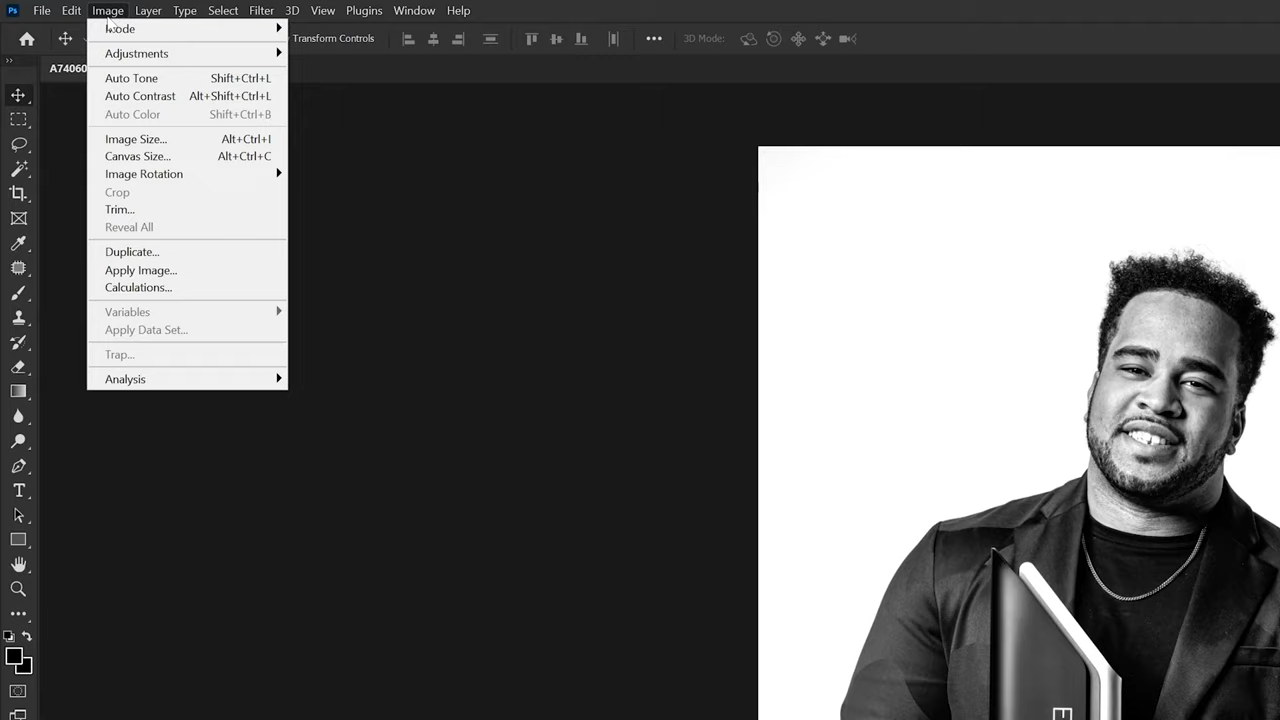 Ps File Edit Image Layer Type Select Filter 3D View Plugins Window Help
Transform Controls 3D Mode:
A74060
Mode
Adjustments
Auto Tone Shift+Ctrl+L
Auto Contrast Alt+Shift+Ctrl+L
Auto Color Shift+Ctrl+B
Image Size... Alt+Ctrl+I
Canvas Size... Alt+Ctrl+C
Image Rotation
Crop
Trim...
Reveal All
Duplicate...
Apply Image...
Calculations...
Variables
Apply Data Set...
Trap...
Analysis